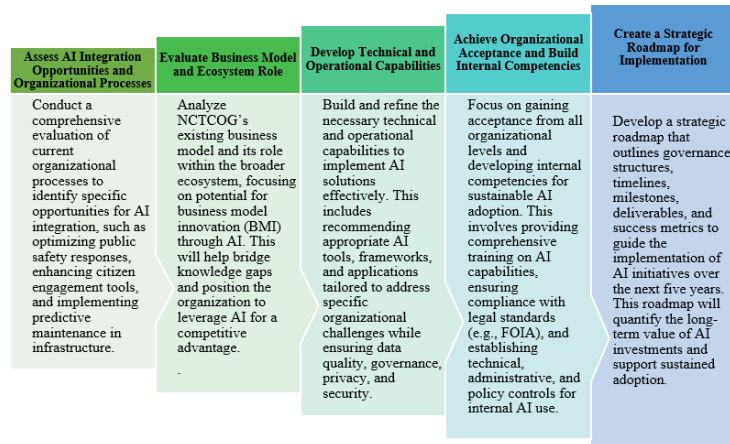 Assess AI Integration
Opportunities and
Organizational Processes
Conduct a
comprehensive
evaluation of
current
organizational
processes to
identify specific
opportunities for AI
integration, such as
optimizing public
safety responses,
enhancing citizen
engagement tools,
and implementing
predictive
maintenance in
infrastructure.
Evaluate Business Model
and Ecosystem Role
Analyze
NCTCOG's
existing business
model and its role
within the broader
ecosystem, focusing
on potential for
business model
innovation (BMI)
through AI. This
will help bridge
knowledge gaps
and position the
organization to
leverage AI for a
competitive
advantage.
.
Develop Technical and
Operational Capabilities
Build and refine the
necessary technical
and operational
capabilities to
implement AI
solutions
effectively. This
includes
recommending
appropriate AI
tools, frameworks,
and applications
tailored to address
specific
organizational
challenges while
ensuring data
quality, governance,
privacy, and
security.
Achieve Organizational
Acceptance and Build
Internal Competencies
Focus on gaining
acceptance from all
organizational
levels and
developing internal
competencies for
sustainable AI
adoption. This
involves providing
comprehensive
training on AI
capabilities,
ensuring
compliance with
legal standards
(e.g., FOIA), and
establishing
technical,
administrative, and
policy controls for
internal AI use.
Create a Strategic
Roadmap for
Implementation
Develop a strategic
roadmap that
outlines governance
structures,
timelines,
milestones,
deliverables, and
success metrics to
guide the
implementation of
AI initiatives over
the next five years.
This roadmap will
quantify the long-
term value of AI
investments and
support sustained
adoption.